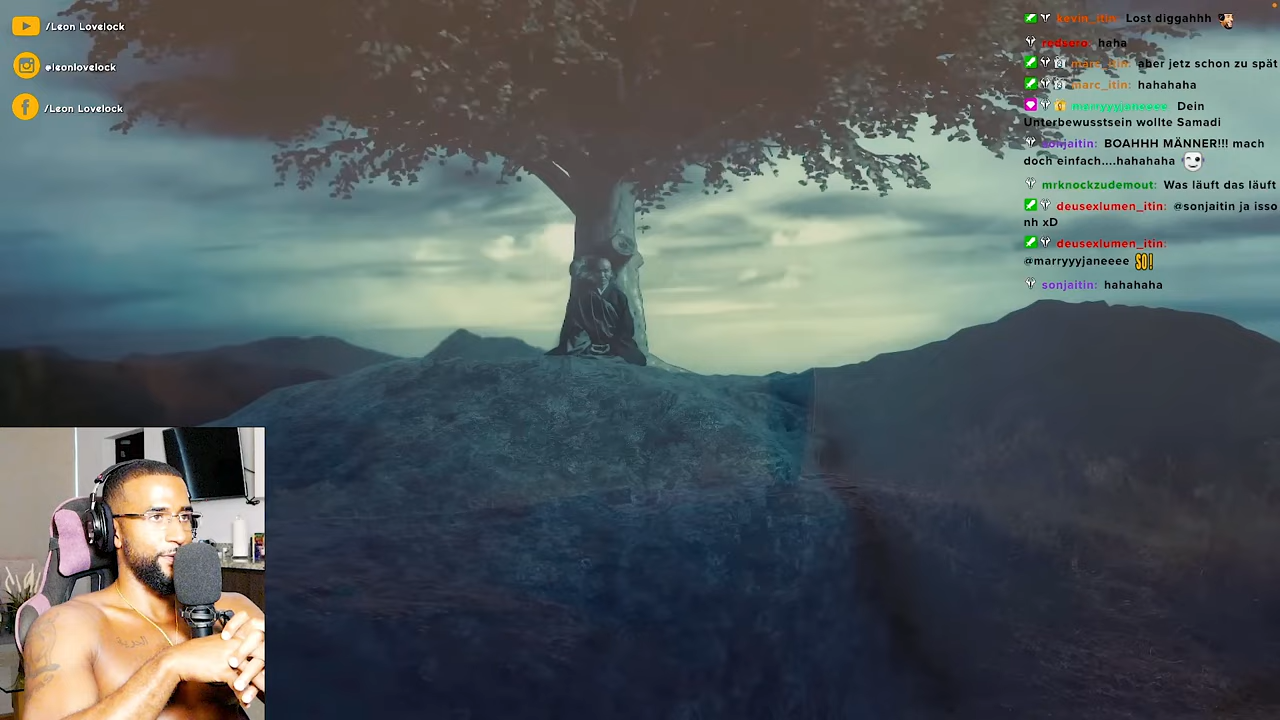 /Leon Lovelock
@leonlovelock
/Leon Lovelock
kevin_itin: Lost diggahhh
redsero: haha
marc_itin: aber jetz schon zu spät
marc_itin: hahahaha
marryyyjaneeee Dein
Unterbewusstsein wollte Samadi
sonjaitin: BOAHHH MÄNNER!!! mach
doch einfach....hahahaha
mrknockzudemout: Was läuft das läuft
deusexlumen_itin: @sonjaitin ja isso
nh xD
deusexlumen_itin:
@marryyyjaneeee SO!
sonjaitin: hahahaha